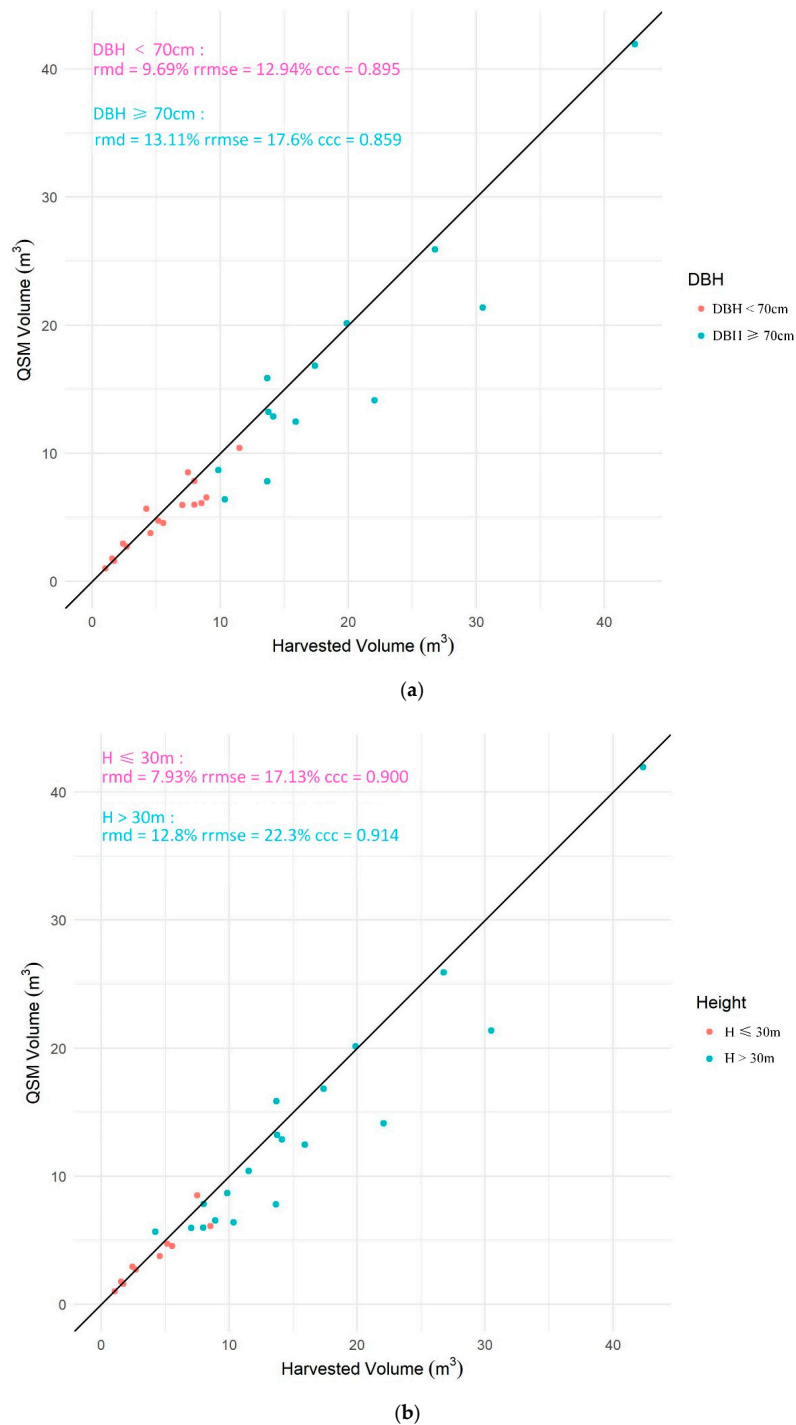 DBH < 70cm :
rmd = 9.69% rrmse = 12.94% ccc = 0.895
DBH ⩾ 70cm :
rmd = 13.11% rrmse = 17.6% ccc = 0.859
40
30
20
10
0
QSM Volume (m³)
0 10 20 30 40
Harvested Volume (m³)
DBH
DBH < 70cm
DBH ⩾ 70cm
(a)
H ⩽ 30m :
rmd = 7.93% rrmse = 17.13% ccc = 0.900
H > 30m :
rmd = 12.8% rrmse = 22.3% ccc = 0.914
40
30
20
10
0
QSM Volume (m³)
0 10 20 30 40
Harvested Volume (m³)
Height
H ⩽ 30m
H > 30m
(b)